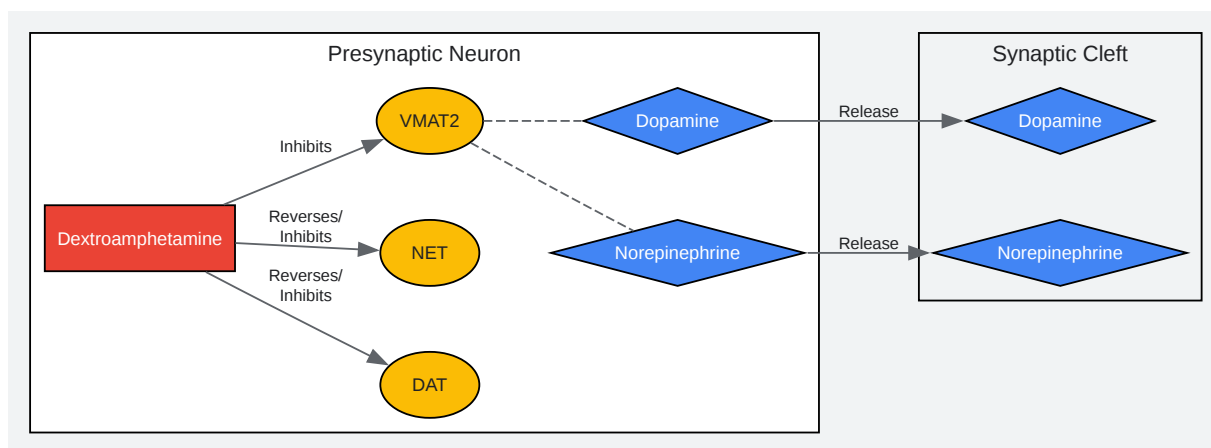 Presynaptic Neuron
Synaptic Cleft
VMAT2
Dopamine
Release
Dopamine
Inhibits
Dextroamphetamine
Reverses/
Inhibits
NET
Norepinephrine
Release
Norepinephrine
Reverses/
Inhibits
DAT